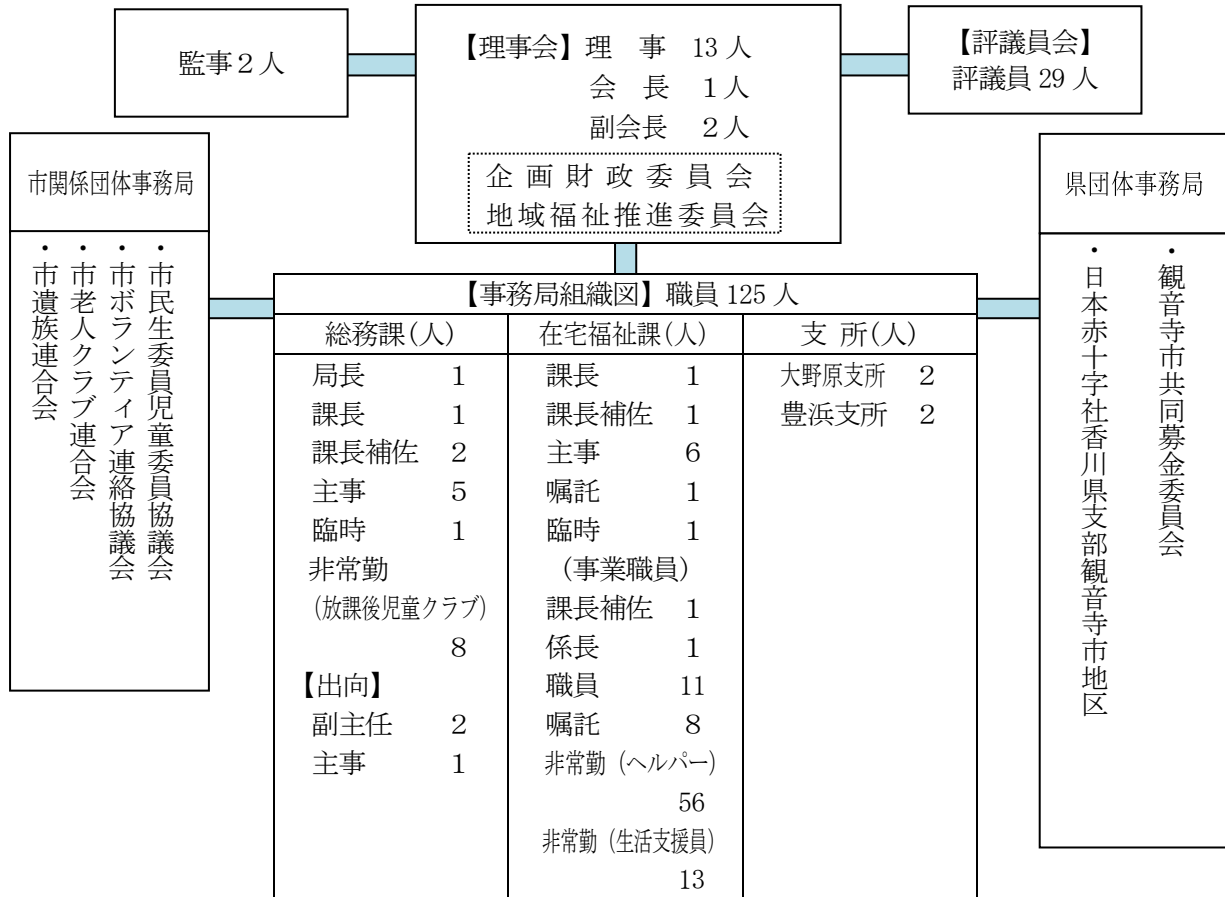 監事2人
【理事会】理　事　13人
会　長　1人
副会長　2人
企画財政委員会
地域福祉推進委員会
【評議員会】
評議員 29 人
市関係団体事務局
・市民生委員児童委員協議会
・市ボランティア連絡協議会
・市老人クラブ連合会
・市遺族連合会
【事務局組織図】職員 125 人
総務課(人)
局長　1
課長　1
課長補佐　2
主事　5
臨時　1
非常勤
(放課後児童クラブ)
8
【出向】
副主任　2
主事　1
在宅福祉課(人)
課長　1
課長補佐　1
主事　6
嘱託　1
臨時　1
(事業職員)
課長補佐　1
係長　1
職員　11
嘱託　8
非常勤（ヘルパー）
56
非常勤（生活支援員）
13
支 所(人)
大野原支所　2
豊浜支所　2
県団体事務局
・観音寺市共同募金委員会
・日本赤十字社香川県支部観音寺市地区